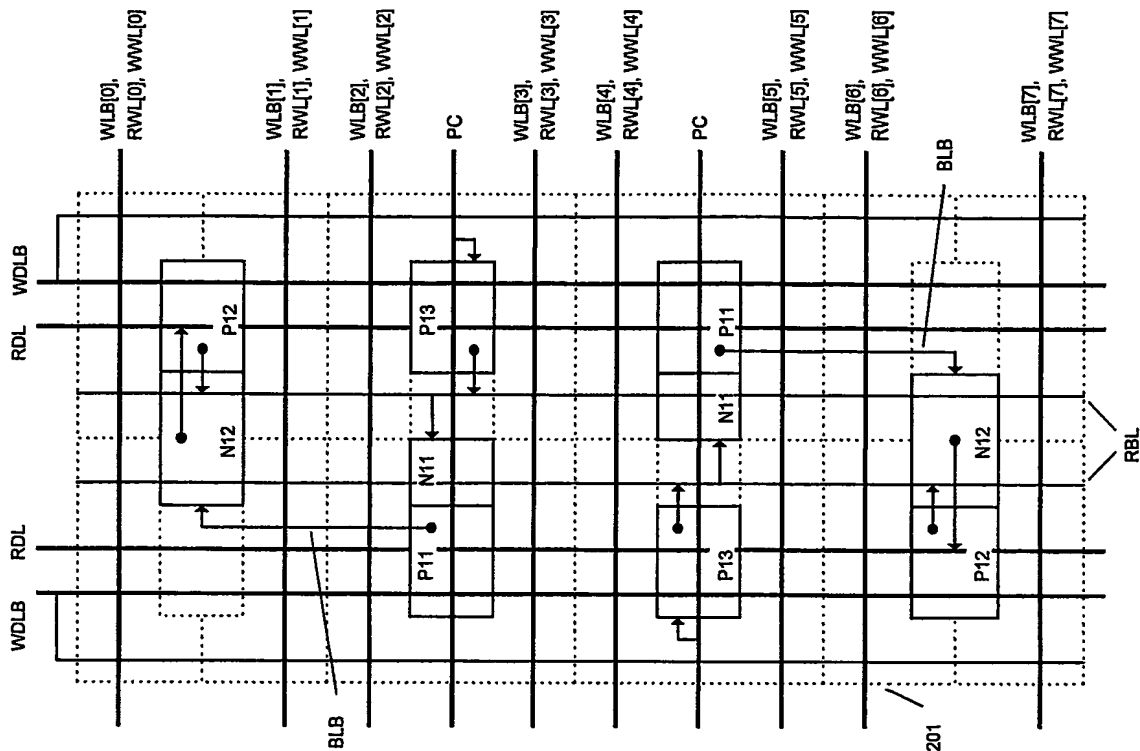 WLB[0],
RWL[0], WWL[0]
WLB[1],
RWL[1], WWL[1]
WLB[2],
RWL[2], WWL[2]
PC
WLB[3],
RWL[3], WWL[3]
WLB[4],
RWL[4], WWL[4]
PC
WLB[5],
RWL[5], WWL[5]
WLB[6],
RWL[6], WWL[6]
WLB[7],
RWL[7], WWL[7]
BLB
WDLB
RDL
P12
P13
P11
N12
N11
N11
N12
RBL
RDL
WDLB
P11
P13
P12
BLB
201